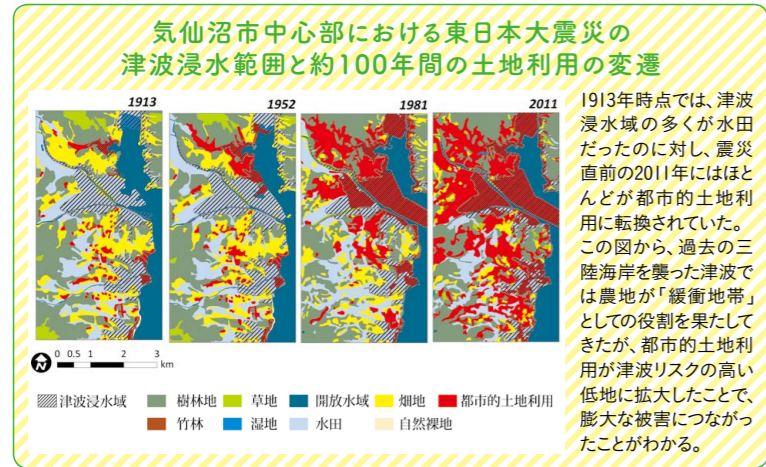 気仙沼市中心部における東日本大震災の
津波浸水範囲と約100年間の土地利用の変遷
1913
1952
1981
2011
N
0 0.5 1 2 3
km
津波浸水域 樹林地 草地 開放水域 畑地 都市的土地利用
竹林 湿地 水田 自然裸地
1913年時点では、津波
浸水域の多くが水田
だったのに対し、震災
直前の2011年にはほと
んどが都市的土地利
用に転換されていた。
この図から、過去の三
陸海岸を襲った津波で
は農地が「緩衝地帯」
としての役割を果たして
きたが、都市的土地利
用が津波リスクの高い
低地に拡大したことで、
膨大な被害につながっ
たことがわかる。